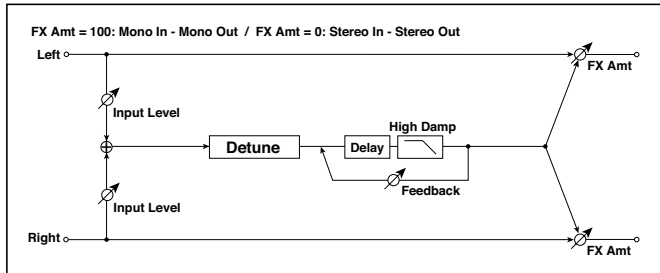 FX Amt = 100: Mono In - Mono Out / FX Amt = 0: Stereo In - Stereo Out
Left
FX Amt
Input Level
High Damp
Detune
Delay
Feedback
Input Level
Right
FX Amt